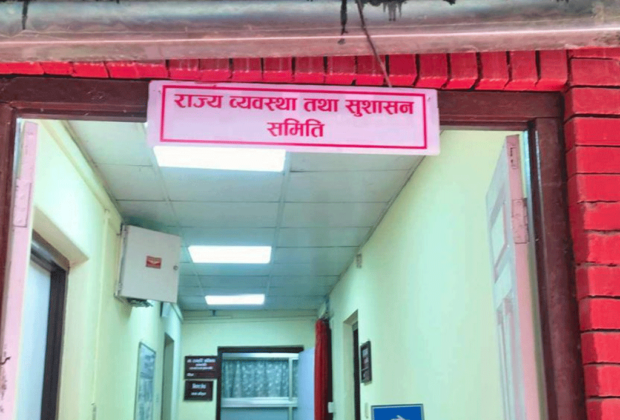 राज्य व्यवस्था तथा सुशासन
समिति